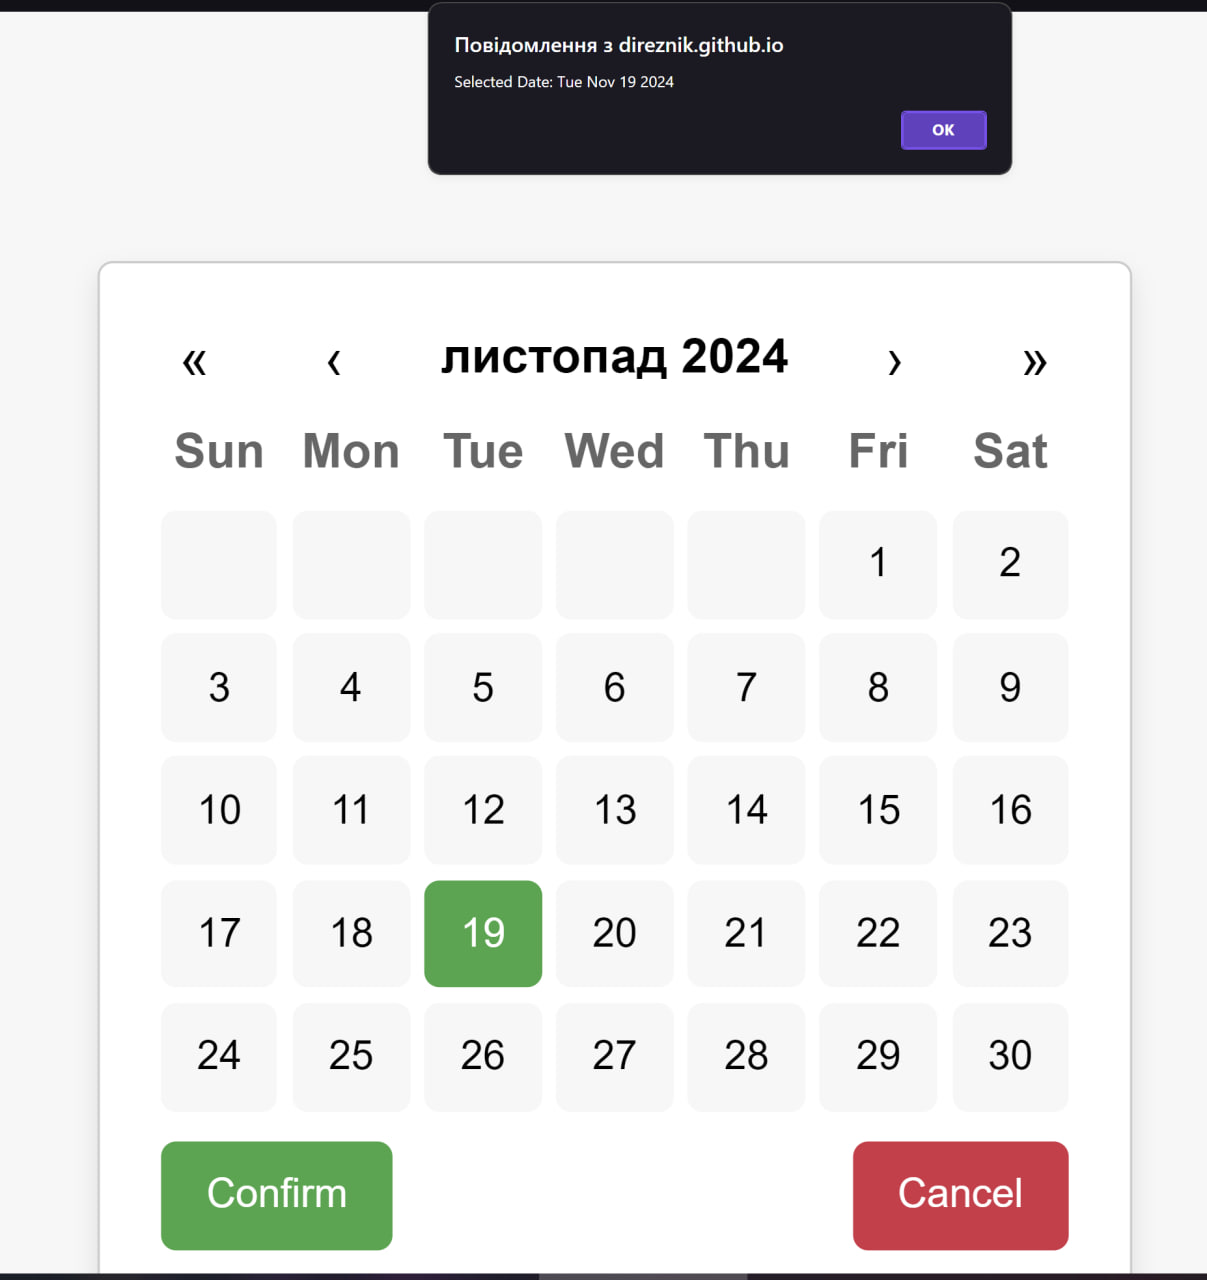 Повідомлення з direznik.github.io
Selected Date: Tue Nov 19 2024
OK
« ‹ листопад 2024 › »
Sun Mon Tue Wed Thu Fri Sat
1 2
3 4 5 6 7 8 9
10 11 12 13 14 15 16
17 18 19 20 21 22 23
24 25 26 27 28 29 30
Confirm Cancel